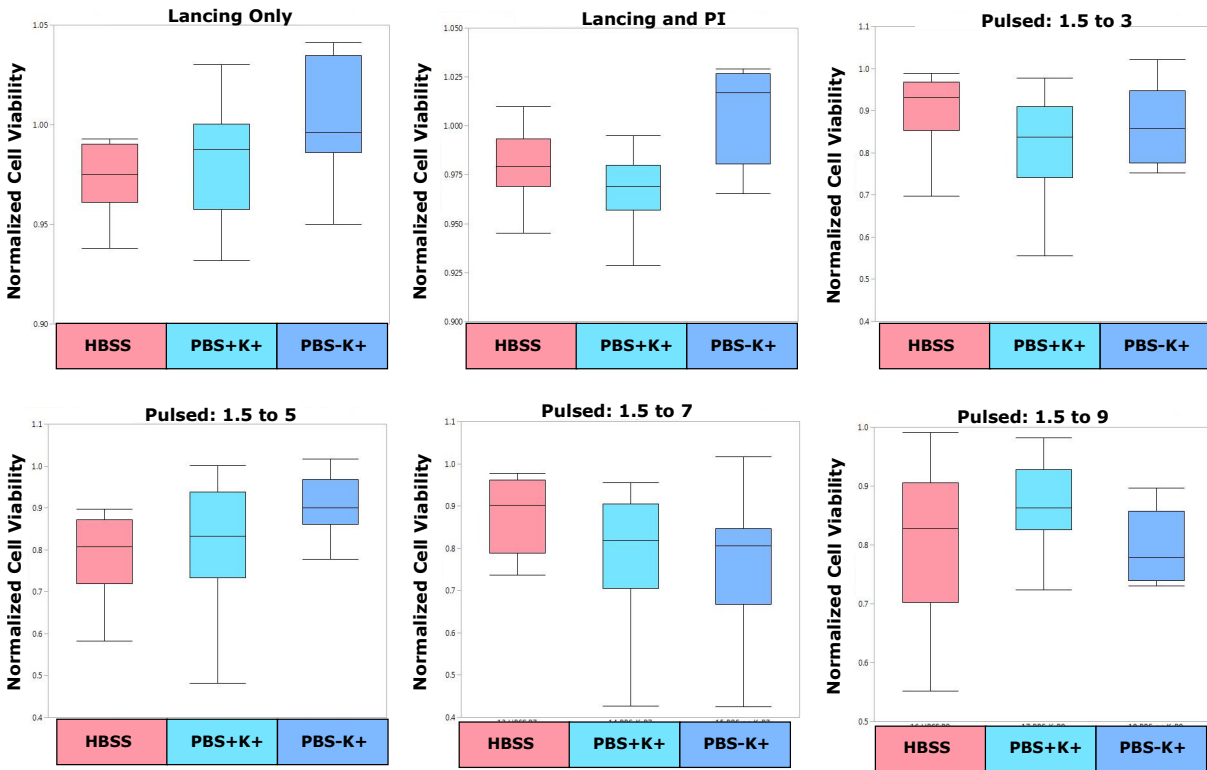 Lancing Only
Normalized Cell Viability
1.05
1.00
0.95
0.90
HBSS
PBS+K+
PBS-K+
Lancing and PI
Normalized Cell Viability
1.050
1.025
1.000
0.975
0.950
0.925
0.900
HBSS
PBS+K+
PBS-K+
Pulsed: 1.5 to 3
Normalized Cell Viability
1.1
1.0
0.9
0.8
0.7
0.6
0.5
0.4
HBSS
PBS+K+
PBS-K+
Pulsed: 1.5 to 5
Normalized Cell Viability
1.1
1.0
0.9
0.8
0.7
0.6
0.5
0.4
HBSS
PBS+K+
PBS-K+
Pulsed: 1.5 to 7
Normalized Cell Viability
1.1
1.0
0.9
0.8
0.7
0.6
0.5
0.4
HBSS
PBS+K+
PBS-K+
Pulsed: 1.5 to 9
Normalized Cell Viability
1.0
0.9
0.8
0.7
0.6
0.5
HBSS
PBS+K+
PBS-K+